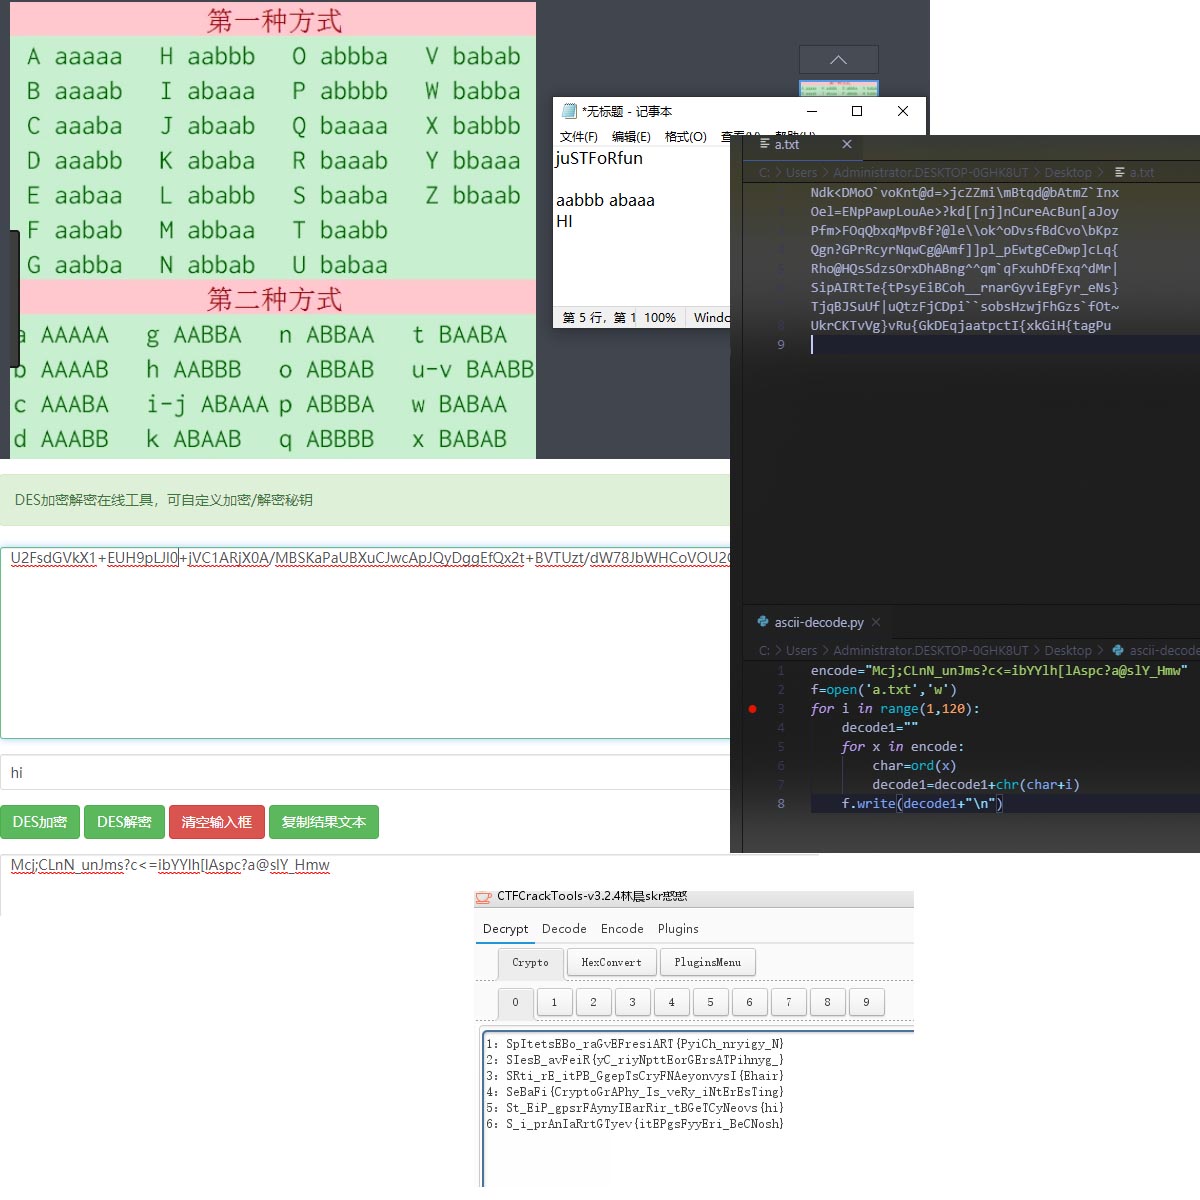 第一种方式
A aaaaa H aabbb O abbba V babab
B aaaab I abaaa P abbbb W babba
C aaaba J abaab Q baaaa X babbb
D aaabb K ababa R baaab Y bbaaa
E aabaa L ababb S baaba Z bbaab
F aabab M abbaa T baabb
G aabba N abbab U babaa
第二种方式
a AAAAA g AABBA n ABBAA t BAABA
b AAAAB h AABBB o ABBAB u-v BAABB
c AAABA i-j ABAAA p ABBBA w BABAA
d AAABB k ABAAB q ABBBB x BABAB
*无标题 - 记事本
文件(F) 编辑(E) 格式(O)
juSTFoRfun
aabbb abaaa
HI
第 5 行，第 1 100% Windo
a.txt
C: > Users > Administrator.DESKTOP-0GHK8UT > Desktop > a.txt
Ndk<DMoO`voKnt@d=>jcZZmi\mBtqd@bAtmZ`Inx
Oel=ENpPawpLouAe>?kd[[nj]nCureAcBun[aJoy
Pfm>FOqQbxqMpvBf?@le\\ok^oDvsfBdCvo\bKpz
Qgn?GPrRcyrNqwCg@Amf]]pl_pEwtgCeDwp]cLq{
Rho@HQsSdzsOrxDhABng^^qm`qFxuhDfExq^dMr|
SipAIRtTe{tPsyEiBCoh__rnarGyviEgFyr_eNs}
TjqBJSuUf|uQtzFjCDpi``sobsHzwjFhGzs`fOt~
8 UkrCKTvVg}vRu{GkDEqjaatpctI{xkGiH{tagPu
9
DES加密解密在线工具，可自定义加密/解密秘钥
U2FsdGVkX1+EUH9pLJI0+jVC1ARjX0A/MBSKaPaUBXuCJwcApJQyDggEfQx2t+BVTUzt/dW78JbWHCoVOU2
hi
DES加密 DES解密 清空输入框 复制结果文本
Mcj;CLnN_unJms?c<=ibYYlh[lAspc?a@slY_Hmw
ascii-decode.py
C: > Users > Administrator.DESKTOP-0GHK8UT > Desktop > ascii-decode
1 encode="Mcj;CLnN_unJms?c<=ibYYlh[lAspc?a@slY_Hmw"
2 f=open('a.txt','w')
3 for i in range(1,120):
4 decode1=""
5 for x in encode:
6 char=ord(x)
7 decode1=decode1+chr(char+i)
8 f.write(decode1+"\n")
CTFCrackTools-v3.2.4林晨skr憨憨
Decrypt Decode Encode Plugins
Crypto HexConvert PluginsMenu
0 1 2 3 4 5 6 7 8 9
1: SpItetsEBo_raGvEFresiART{PyiCh_nryigy_N}
2: SIesB_avFeiR{yC_riyNpttEorGErsATPihnyg_}
3: SRti_rE_itPB_GgepTsCryFNAeyonvysI{Ehair}
4: SeBaFi{CryptoGrAPhy_Is_veRy_iNtErEsTing}
5: St_EiP_gpsrFAynyIEarRir_tBGeTCyNeovs{hi}
6: S_i_prAnIaRrtGTyev{itEPgsFyyEri_BeCNosh}